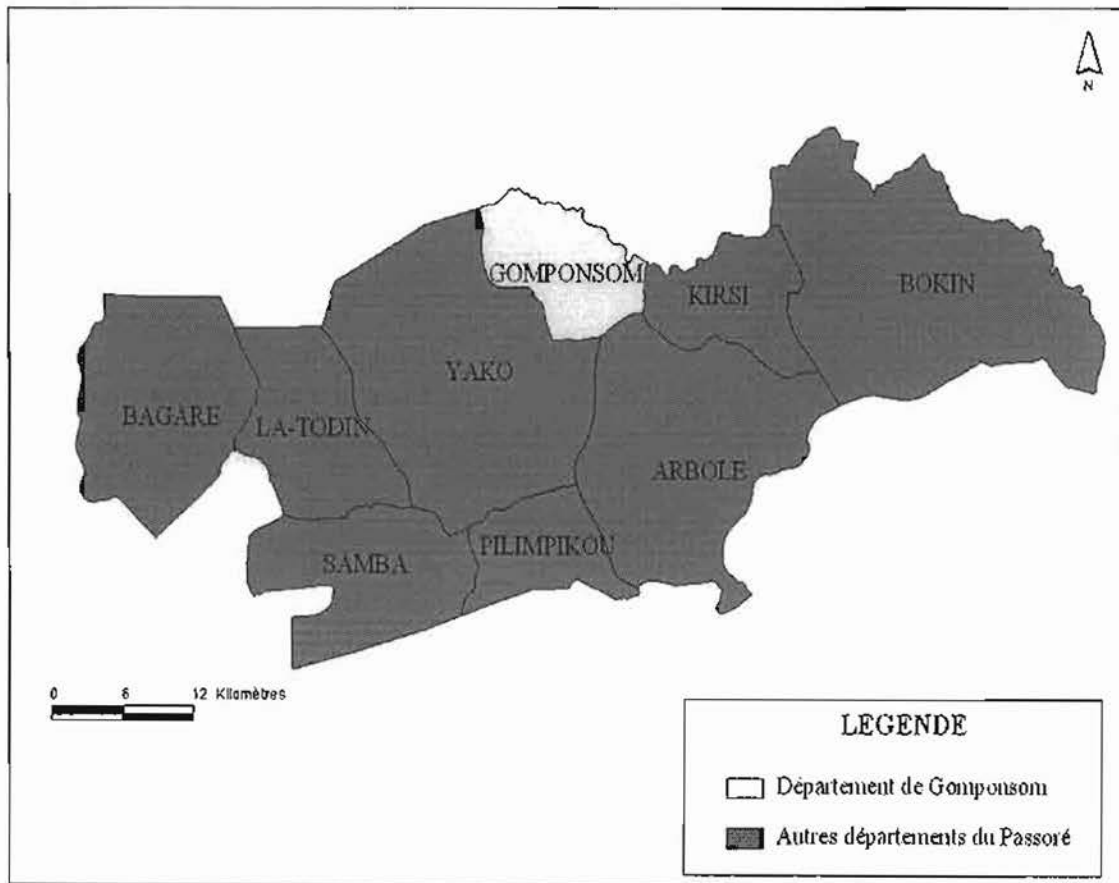 N
GOMPONSOM
KIRSI
BOKIN
YAKO
BAGARE
LA-TODIN
ARBOLE
PILIMPIKOU
SAMBA
0 6 12 Kilamètres
LEGENDE
Département de Gomponsom
Autres départements du Passoré